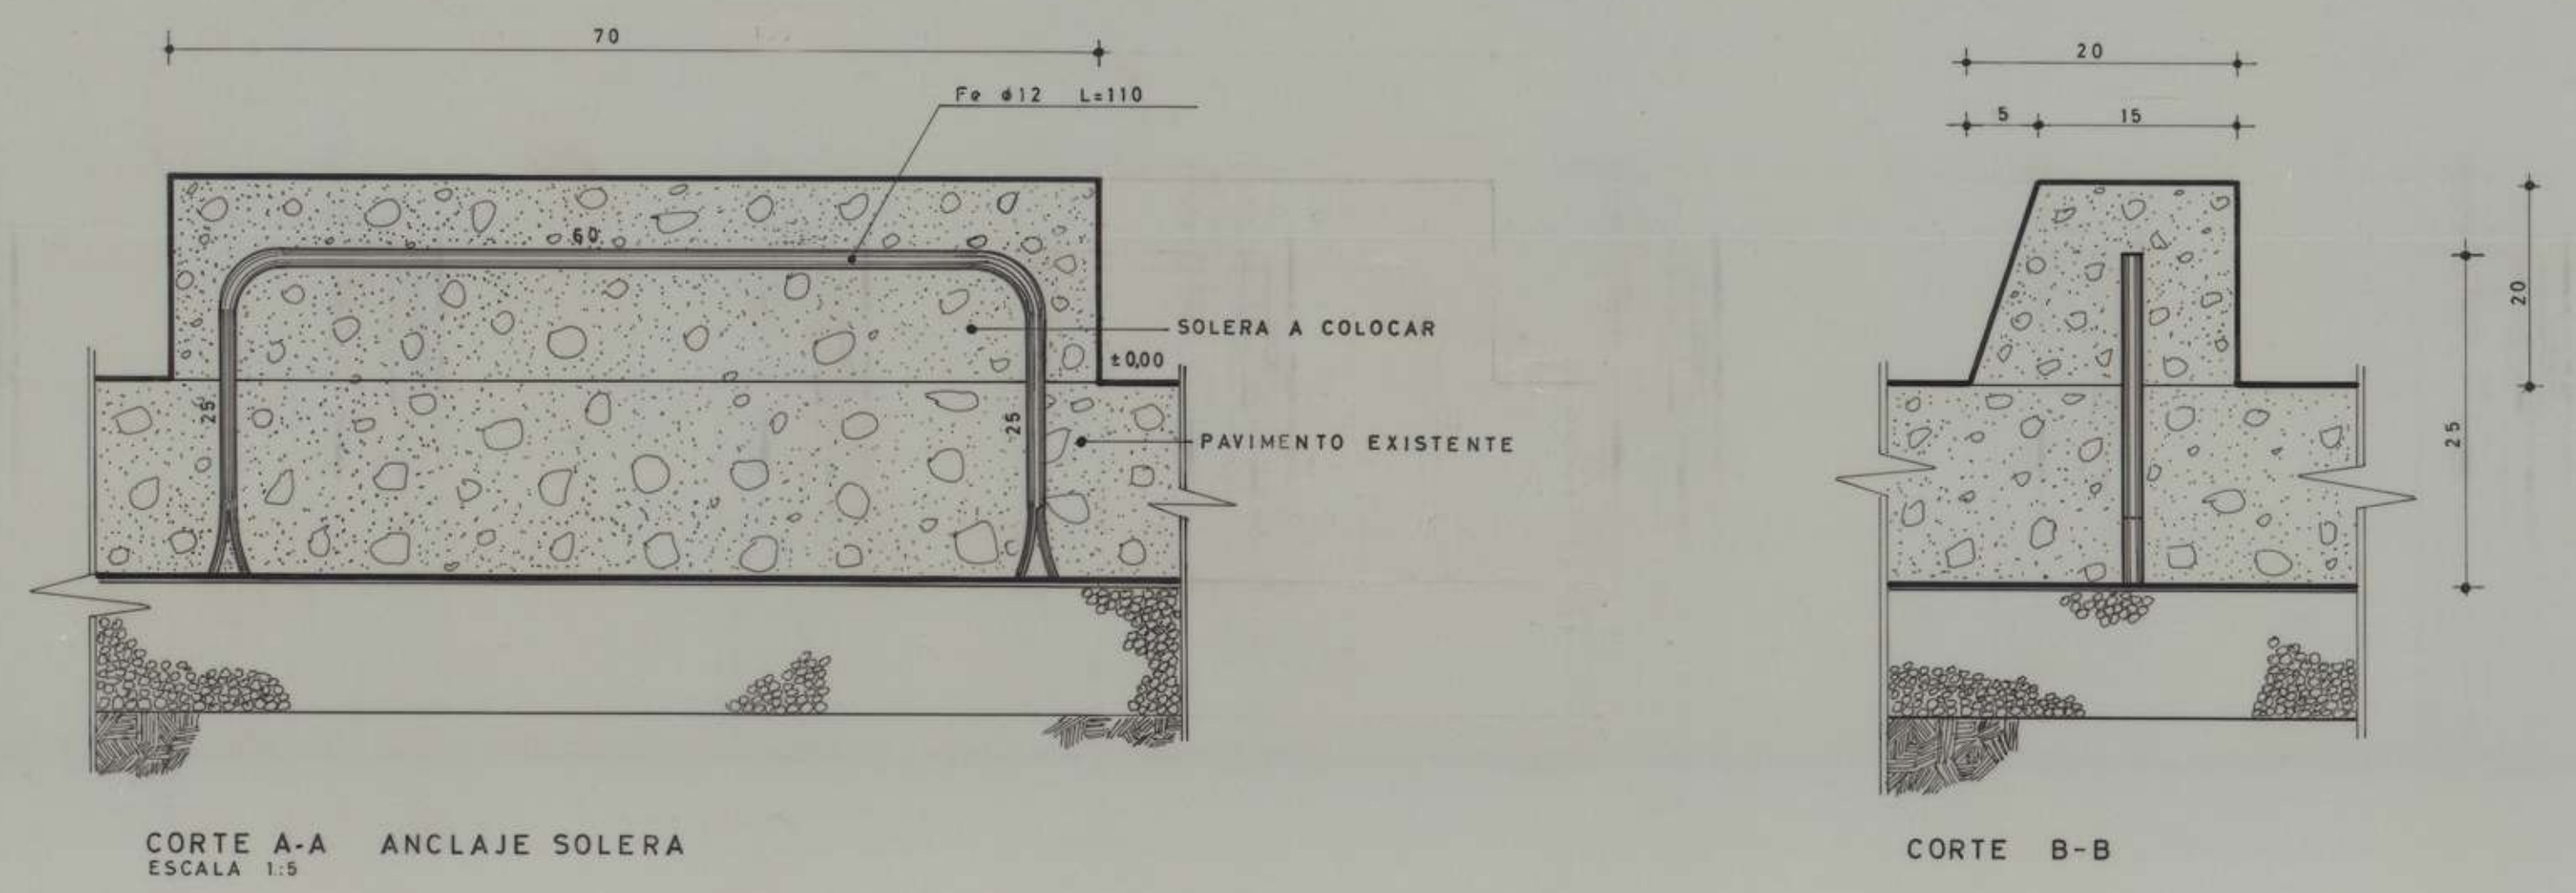 70
Fe ø12 L=110
60
SOLERA A COLOCAR
±0,00
25
25
PAVIMENTO EXISTENTE
CORTE A-A ANCLAJE SOLERA
ESCALA 1:5
20
5
15
20
25
CORTE B-B